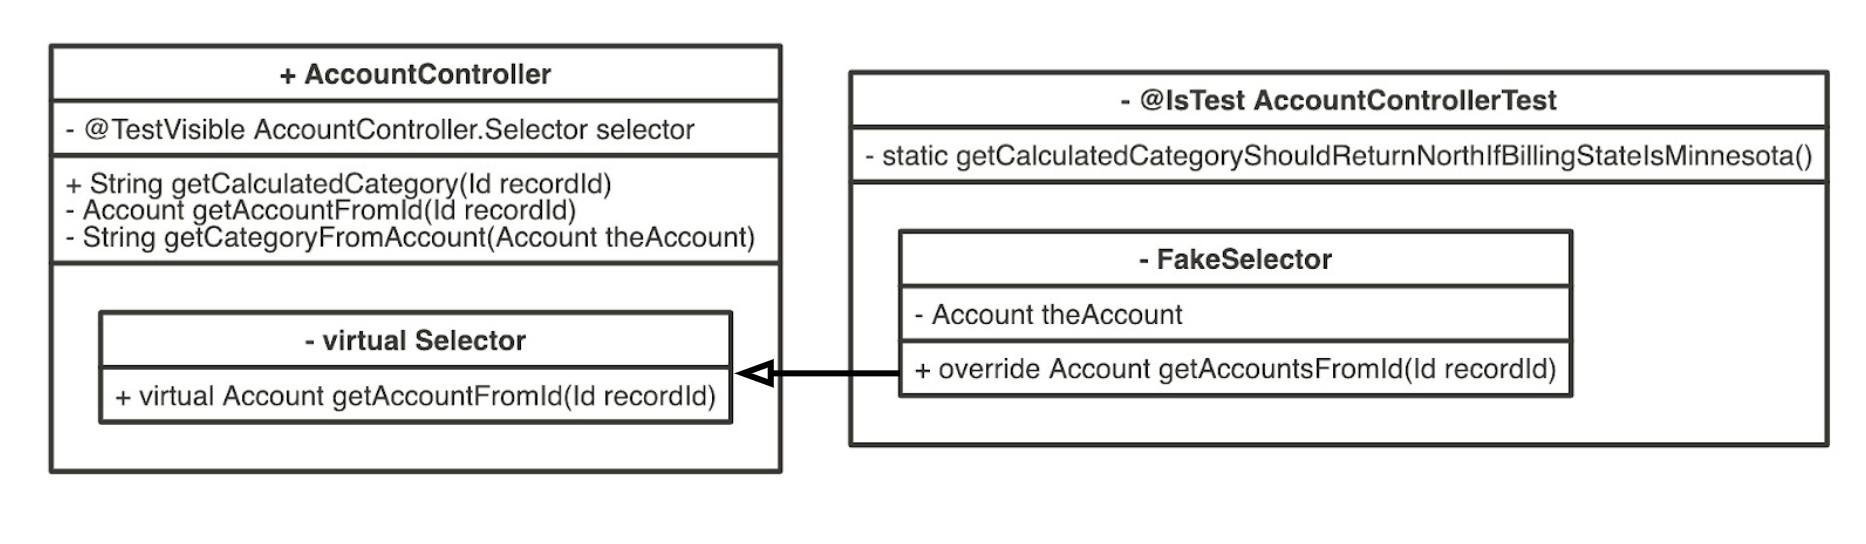 + AccountController
- @TestVisible AccountController.Selector selector
+ String getCalculatedCategory(Id recordId)
- Account getAccountFromId(Id recordId)
- String getCategoryFromAccount(Account theAccount)
- virtual Selector
+ virtual Account getAccountFromId(Id recordId)
- @IsTest AccountControllerTest
- static getCalculatedCategoryShouldReturnNorthIfBillingStateIsMinnesota()
- FakeSelector
- Account theAccount
+ override Account getAccountsFromId(Id recordId)